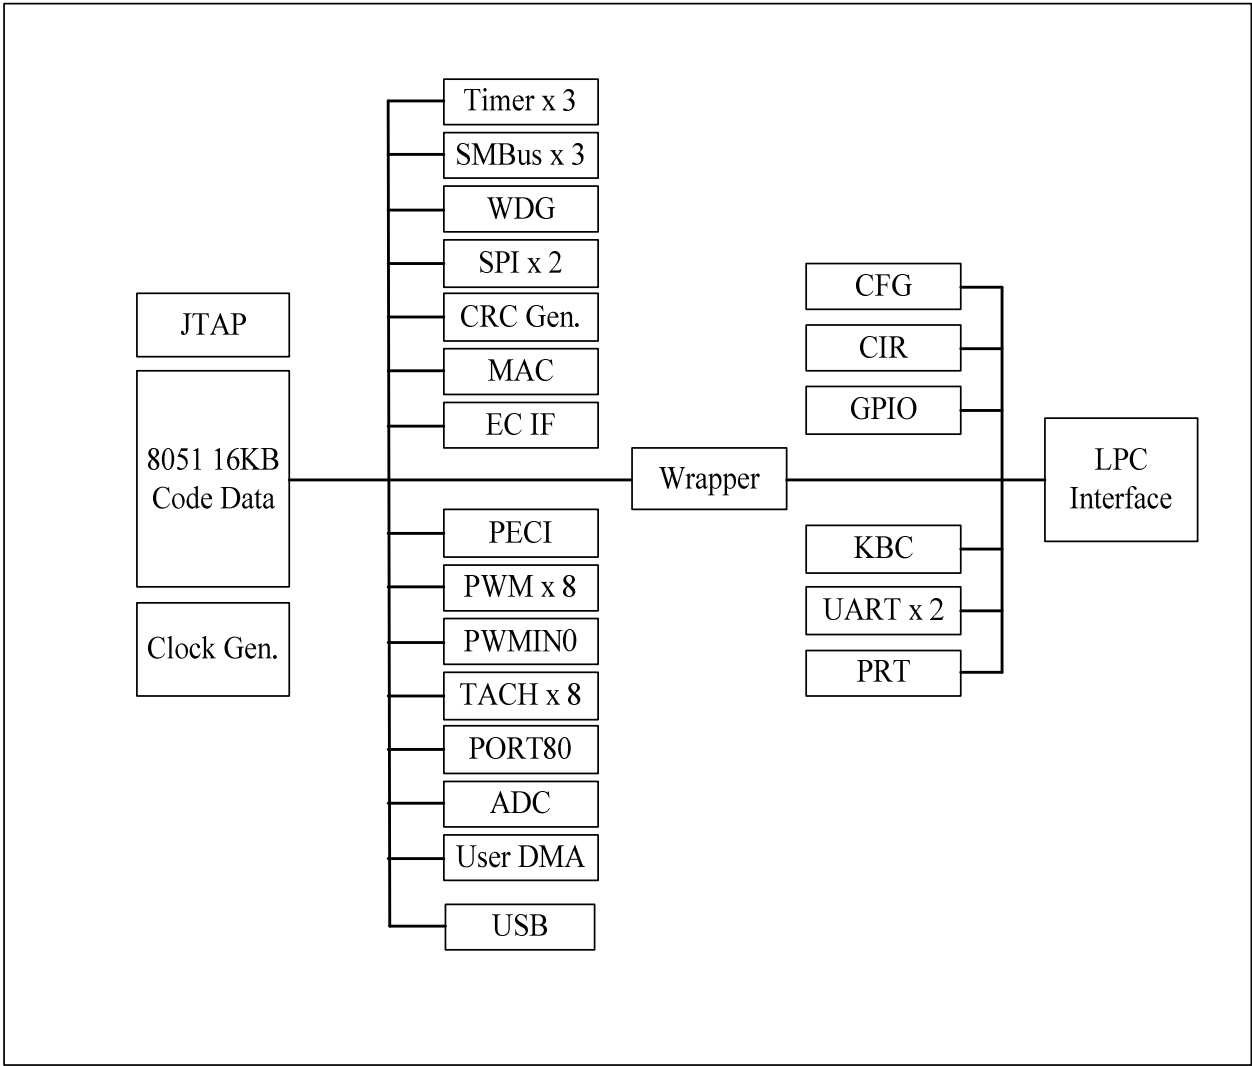 JTAP
8051 16KB
Code Data
Clock Gen.
Timer x 3
SMBus x 3
WDG
SPI x 2
CRC Gen.
MAC
EC IF
PECI
PWM x 8
PWMIN0
TACH x 8
PORT80
ADC
User DMA
USB
Wrapper
CFG
CIR
GPIO
KBC
UART x 2
PRT
LPC
Interface